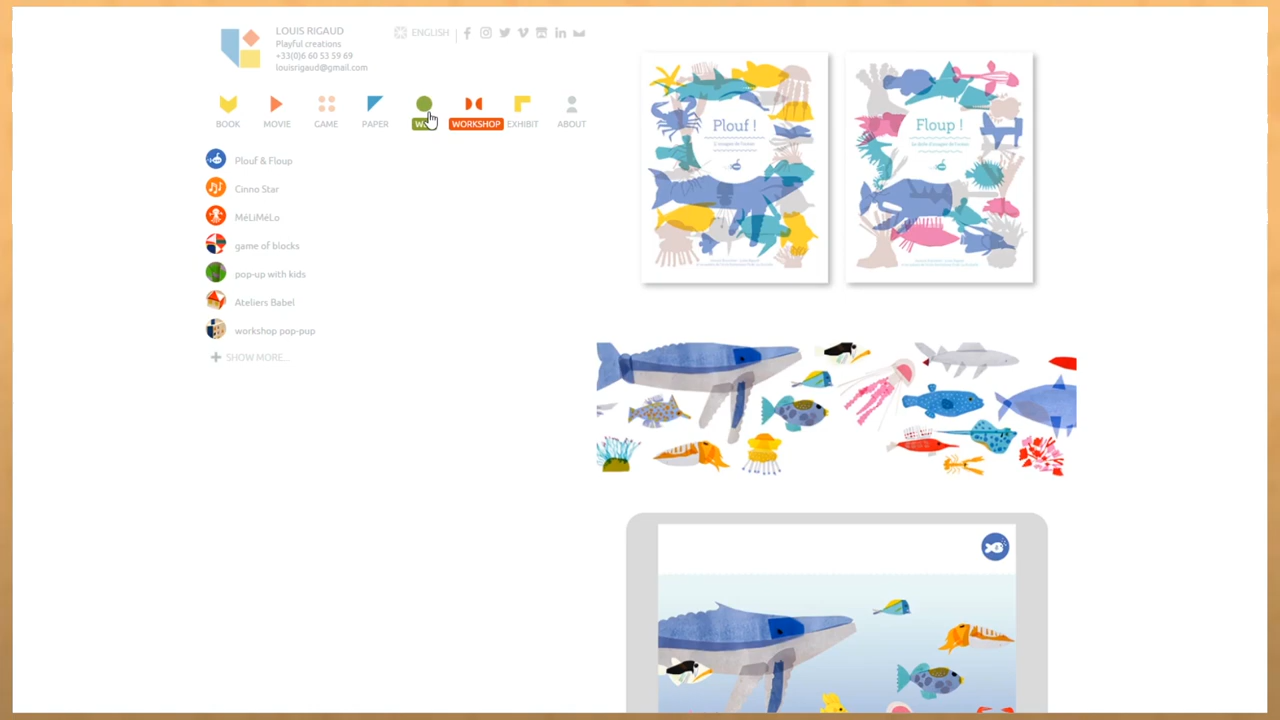 LOUIS RIGAUD
Playful creations
+33(0)6 60 53 59 69
louisrigaud@gmail.com
ENGLISH
BOOK MOVIE GAME PAPER WORKSHOP EXHIBIT ABOUT
Plouf & Floup
Cinno Star
MéLiMéLo
game of blocks
pop-up with kids
Ateliers Babel
workshop pop-pup
SHOW MORE...
Plouf !
Floup !